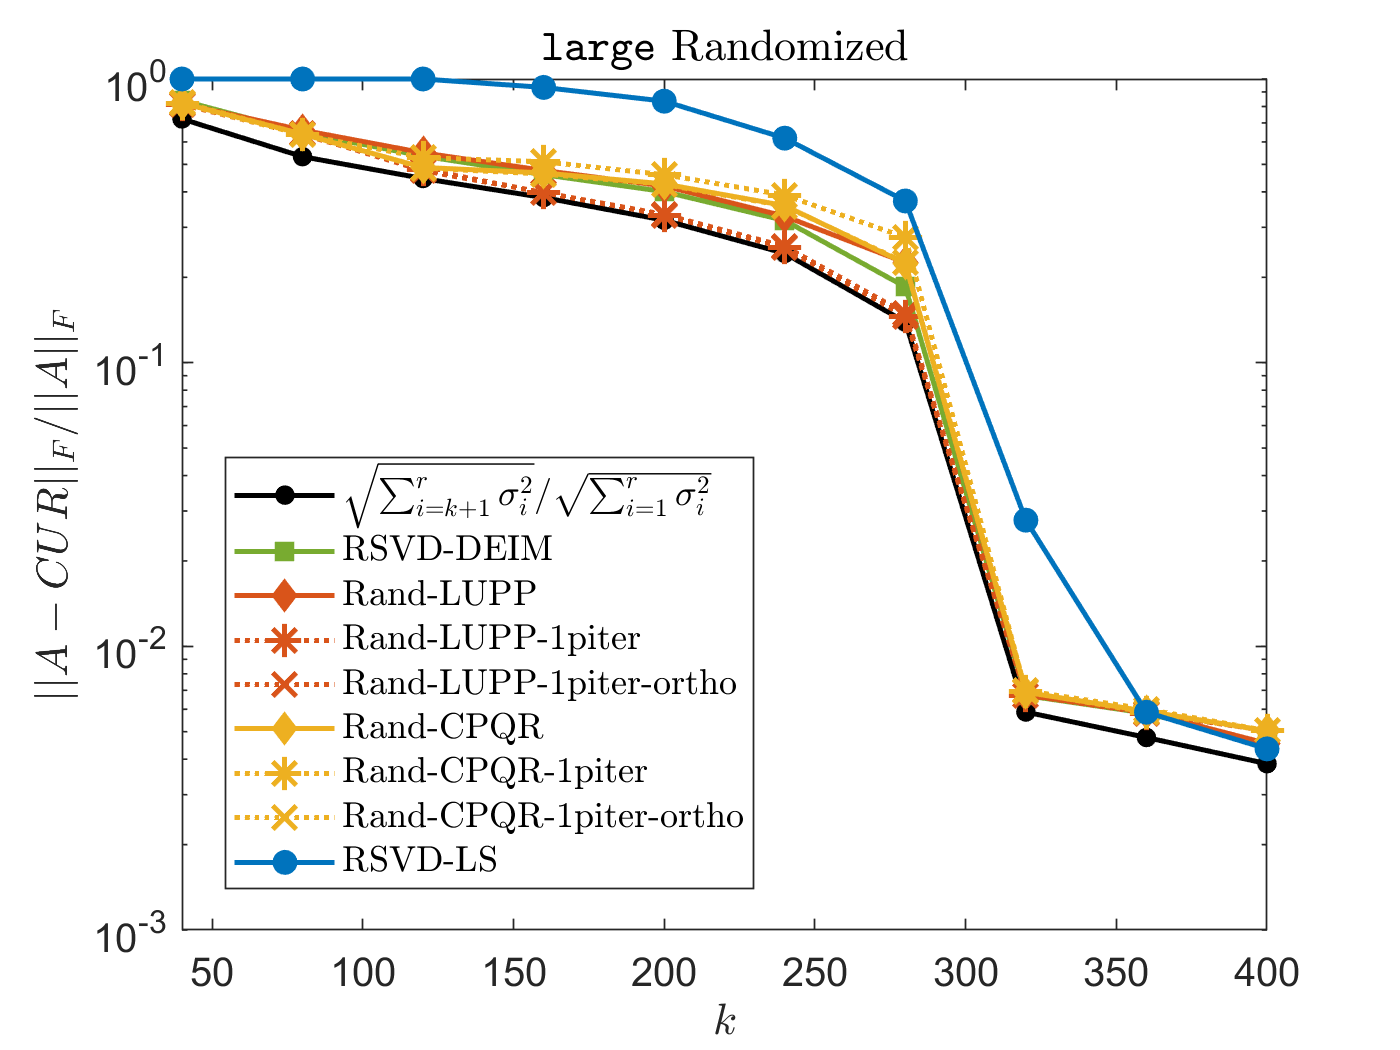 large Randomized
||A − CUR||_F/||A||_F
10^0
10^-1
10^-2
10^-3
√∑_{i=k+1}^r σ_i^2/√∑_{i=1}^r σ_i^2
RSVD-DEIM
Rand-LUPP
Rand-LUPP-1piter
Rand-LUPP-1piter-ortho
Rand-CPQR
Rand-CPQR-1piter
Rand-CPQR-1piter-ortho
RSVD-LS
50 100 150 200 250 300 350 400
k